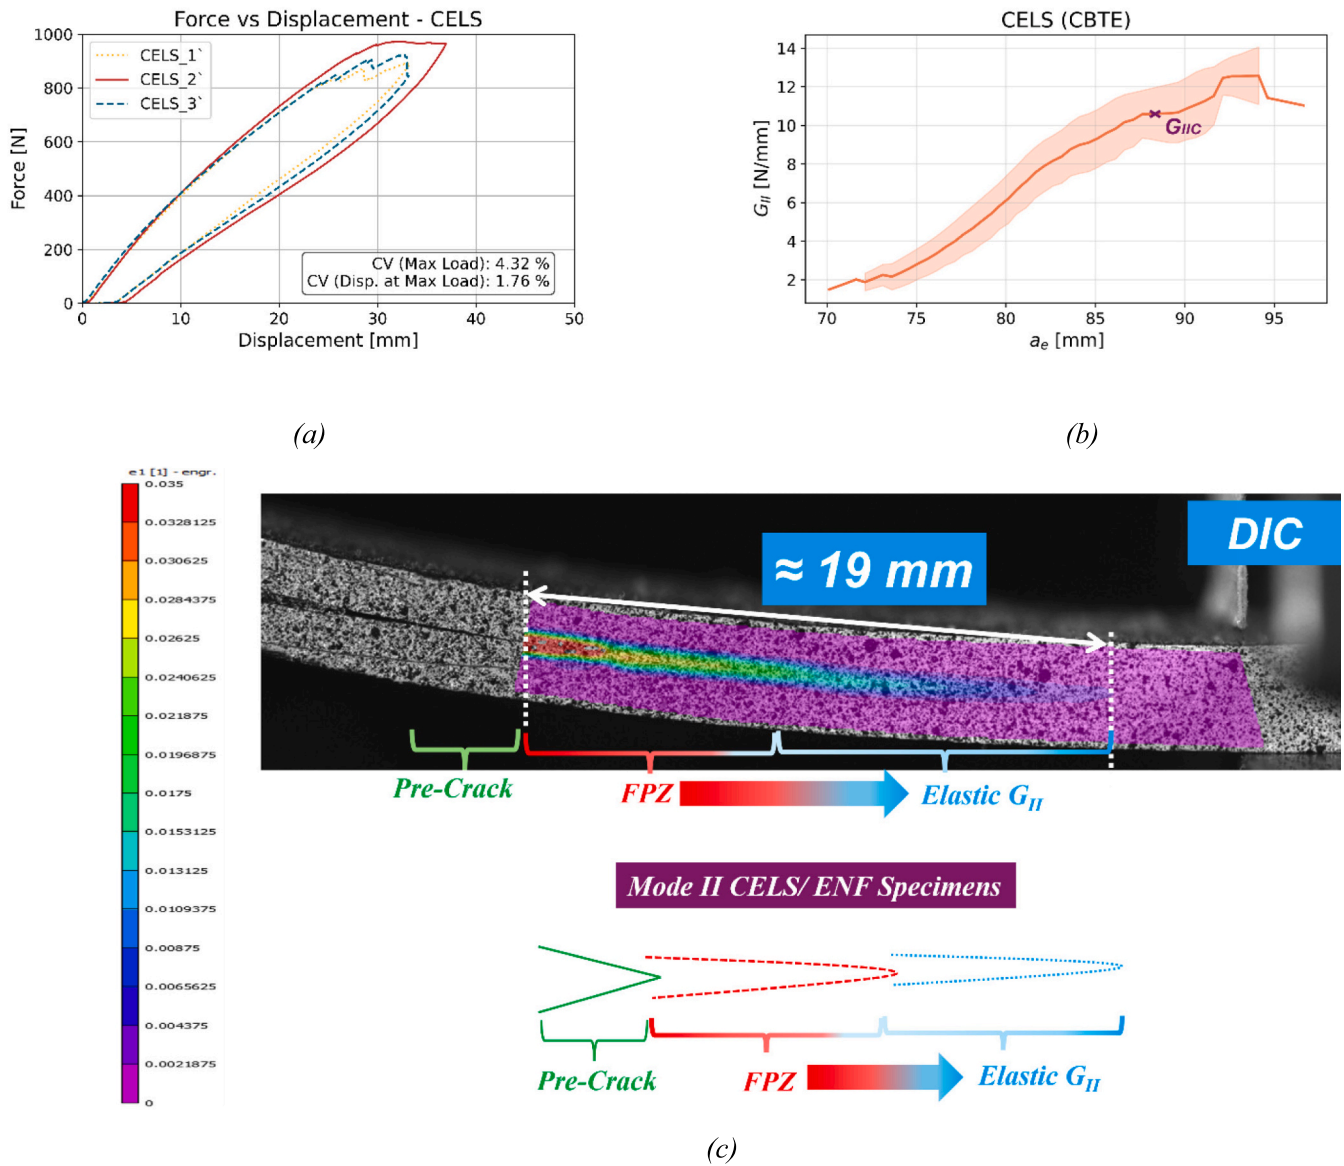 Force vs Displacement - CELS
1000
800
600
400
200
0
Force [N]
CELS_1`
CELS_2`
CELS_3`
CV (Max Load): 4.32 %
CV (Disp. at Max Load): 1.76 %
0 10 20 30 40 50
Displacement [mm]
(a)
CELS (CBTE)
14
12
10
8
6
4
2
G_II [N/mm]
G_IIC
70 75 80 85 90 95
a_e [mm]
(b)
e1 [1] - engr.
0.035
0.0328125
0.030625
0.0284375
0.02625
0.0240625
0.021875
0.0196875
0.0175
0.0153125
0.013125
0.0109375
0.00875
0.0065625
0.004375
0.0021875
0
DIC
≈ 19 mm
Pre-Crack
FPZ
Elastic G_II
Mode II CELS/ ENF Specimens
Pre-Crack
FPZ
Elastic G_II
(c)